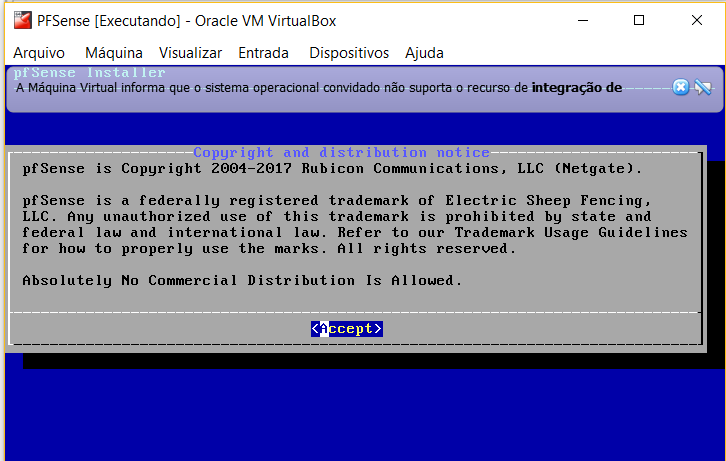 PFSense [Executando] - Oracle VM VirtualBox
Arquivo Máquina Visualizar Entrada Dispositivos Ajuda
pfSense Installer
A Máquina Virtual informa que o sistema operacional convidado não suporta o recurso de integração de
Copyright and distribution notice
pfSense is Copyright 2004-2017 Rubicon Communications, LLC (Netgate).
pfSense is a federally registered trademark of Electric Sheep Fencing,
LLC. Any unauthorized use of this trademark is prohibited by state and
federal law and international law. Refer to our Trademark Usage Guidelines
for how to properly use the marks. All rights reserved.
Absolutely No Commercial Distribution Is Allowed.
<Accept>